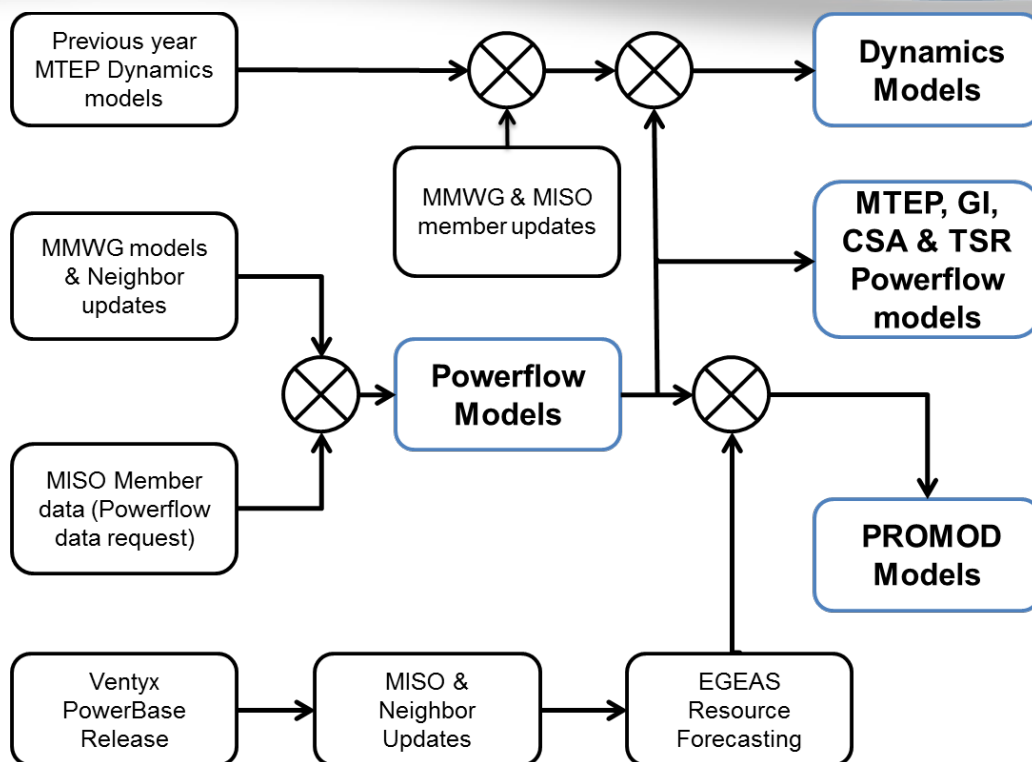 Previous year
MTEP Dynamics
models
Dynamics
Models
MMWG & MISO
member updates
MTEP, GI,
CSA & TSR
Powerflow
models
MMWG models
& Neighbor
updates
Powerflow
Models
MISO Member
data (Powerflow
data request)
PROMOD
Models
Ventyx
PowerBase
Release
MISO &
Neighbor
Updates
EGEAS
Resource
Forecasting